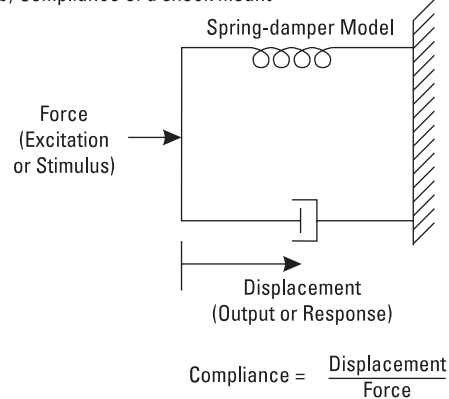 b) Compliance of a shock mount
Spring-damper Model
Force
(Excitation
or Stimulus)
Displacement
(Output or Response)
Compliance = Displacement
Force